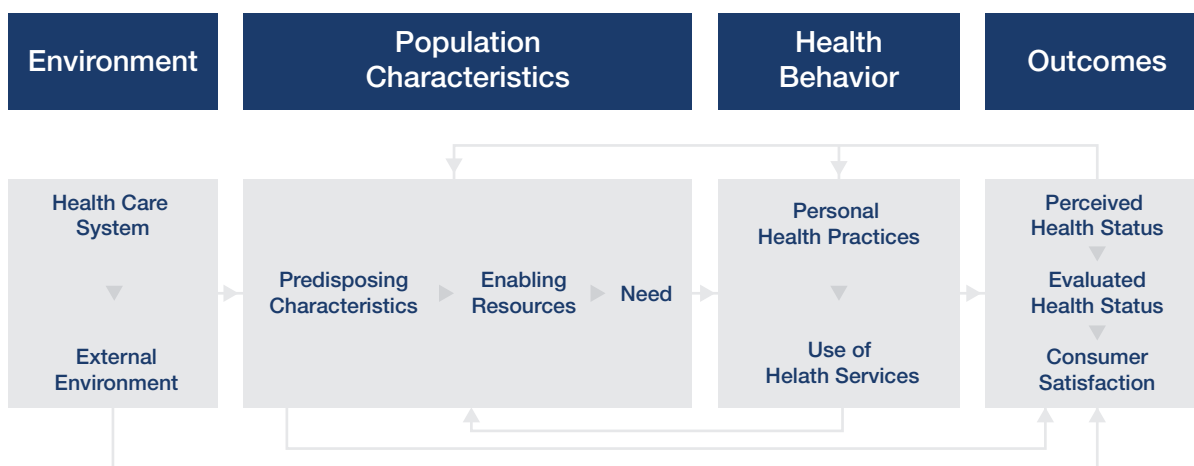 Environment
Population
Characteristics
Health
Behavior
Outcomes
Health Care
System
External
Environment
Predisposing
Characteristics
Enabling
Resources
Need
Personal
Health Practices
Use of
Helath Services
Perceived
Health Status
Evaluated
Health Status
Consumer
Satisfaction